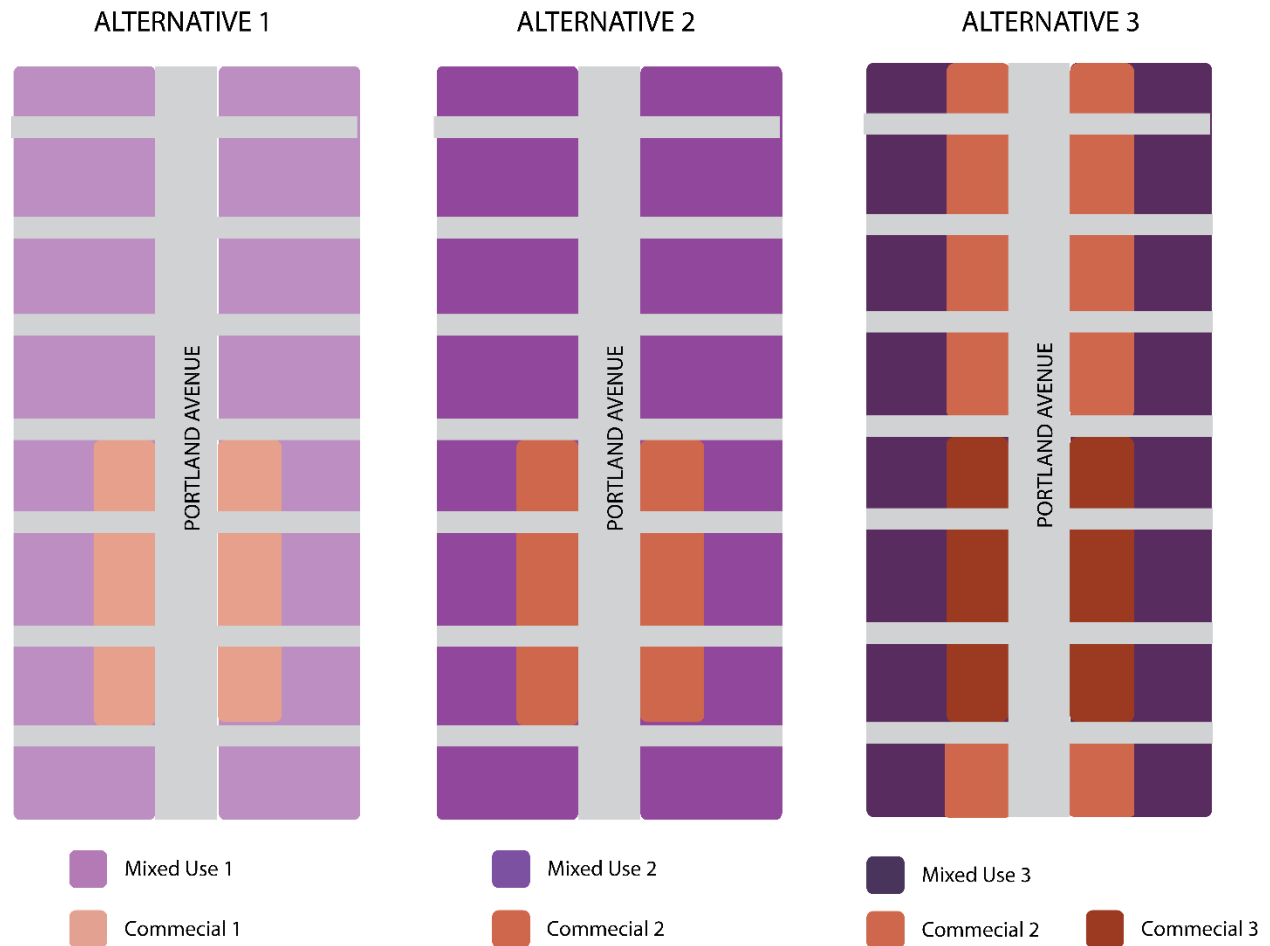 ALTERNATIVE 1
ALTERNATIVE 2
ALTERNATIVE 3
PORTLAND AVENUE
PORTLAND AVENUE
PORTLAND AVENUE
Mixed Use 1
Commecial 1
Mixed Use 2
Commecial 2
Mixed Use 3
Commecial 2
Commecial 3